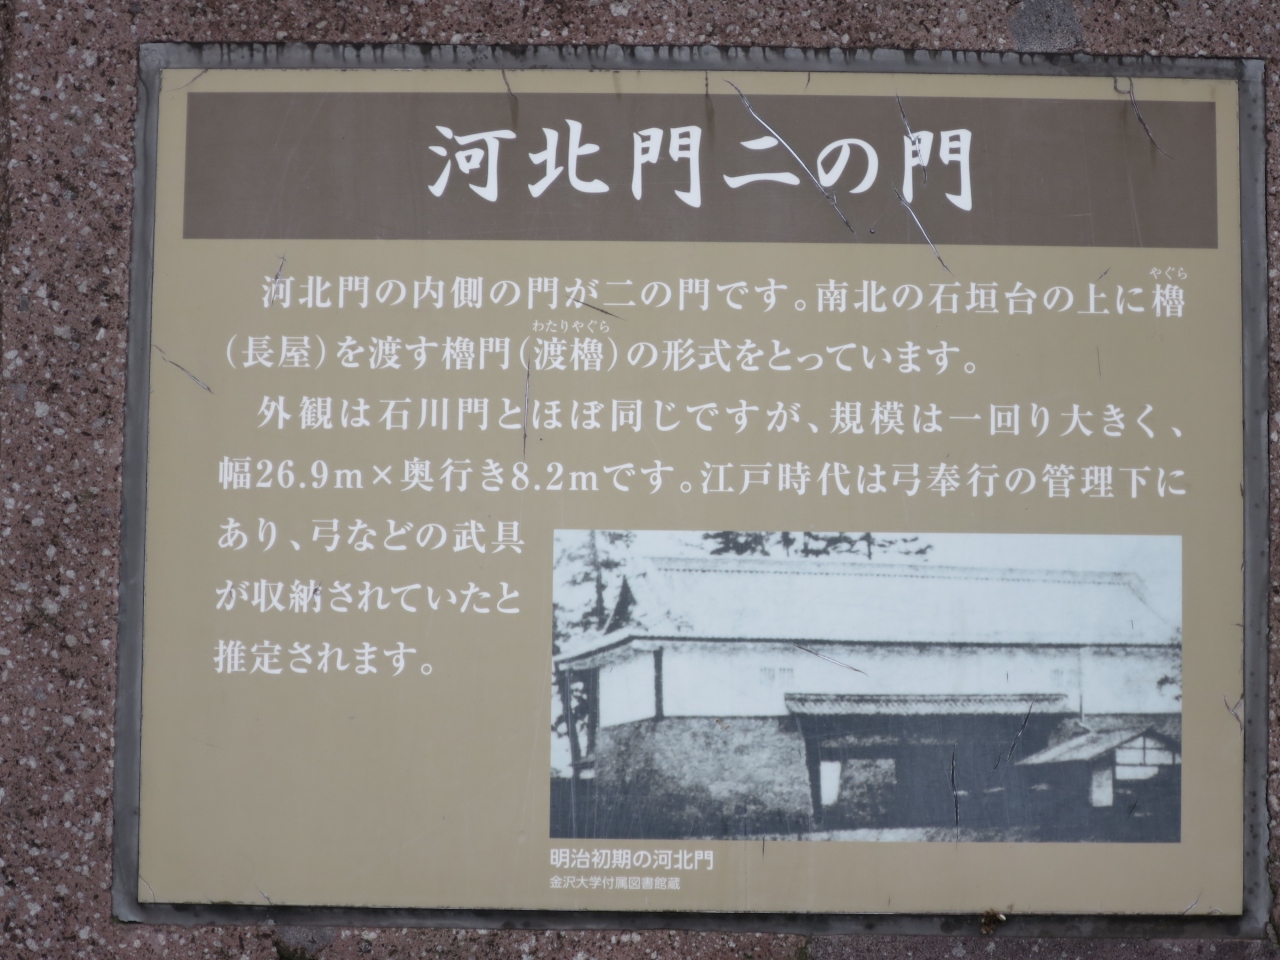 河北門二の門
河北門の内側の門が二の門です。南北の石垣台の上に櫓
やぐら
(長屋)を渡す櫓門(渡櫓)の形式をとっています。
わたりやぐら
外観は石川門とほぼ同じですが、規模は一回り大きく、
幅26.9m×奥行き8.2mです。江戸時代は弓奉行の管理下に
あり、弓などの武具
が収納されていたと
推定されます。
明治初期の河北門
金沢大学付属図書館蔵